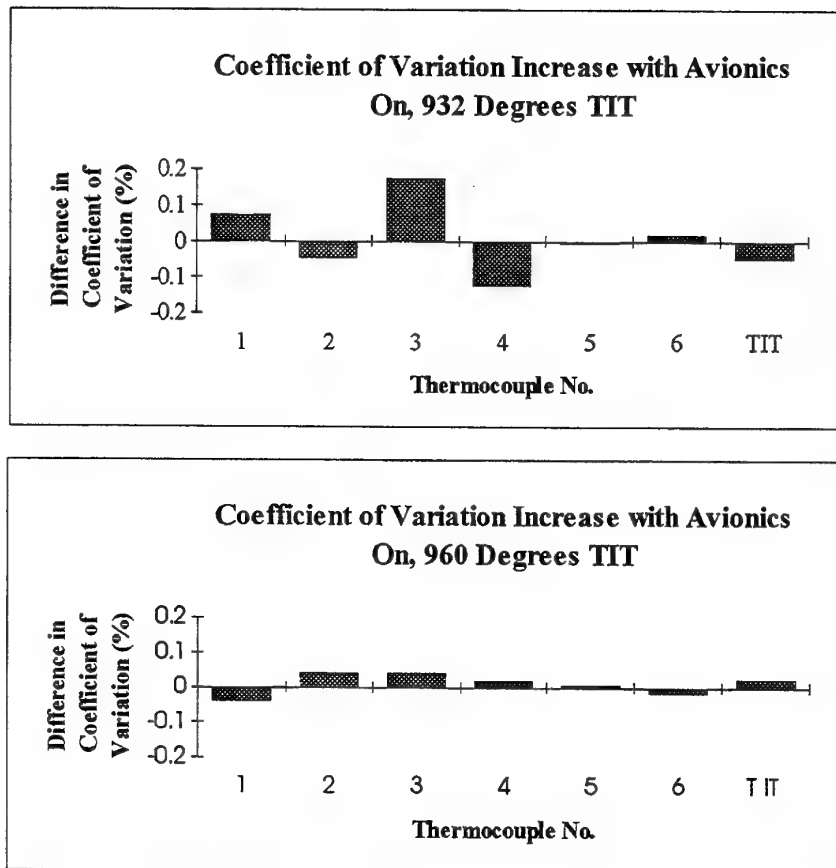 Coefficient of Variation Increase with Avionics
On, 932 Degrees TIT
Difference in
Coefficient of
Variation (%)
0.2
0.1
0
-0.1
-0.2
1 2 3 4 5 6 TIT
Thermocouple No.
Coefficient of Variation Increase with Avionics
On, 960 Degrees TIT
Difference in
Coefficient of
Variation (%)
0.2
0.1
0
-0.1
-0.2
1 2 3 4 5 6 TIT
Thermocouple No.